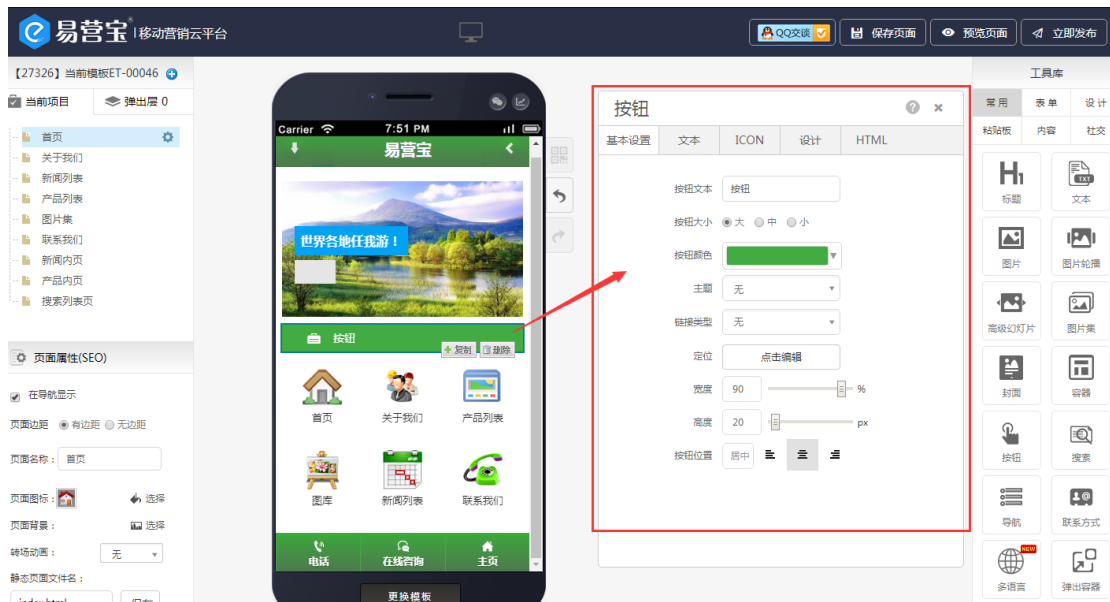 易营宝® | 移动营销云平台
QQ交谈
保存页面
预览页面
立即发布
【27326】当前模板ET-00046
当前项目
弹出层 0
首页
关于我们
新闻列表
产品列表
图片集
联系我们
新闻内页
产品内页
搜索列表页
页面属性(SEO)
在导航显示
页面边距 有边距 无边距
页面名称： 首页
页面图标： 选择
页面背景： 选择
转场动画： 无
静态页面文件名：
index.html 保存
Carrier 7:51 PM
易营宝
世界各地任我游！
按钮
复制 删除
首页 关于我们 产品列表
图库 新闻列表 联系我们
电话 在线咨询 主页
更换模板
按钮
基本设置 文本 ICON 设计 HTML
按钮文本 按钮
按钮大小 大 中 小
按钮颜色
主题 无
链接类型 无
定位 点击编辑
宽度 90 %
高度 20 px
按钮位置 居中
工具库
常用 表单 设计
粘贴板 内容 社交
H1 TXT
标题 文本
图片 图片轮播
高级幻灯片 图片集
封面 容器
按钮 搜索
导航 联系方式
NEW
多语言 弹出容器